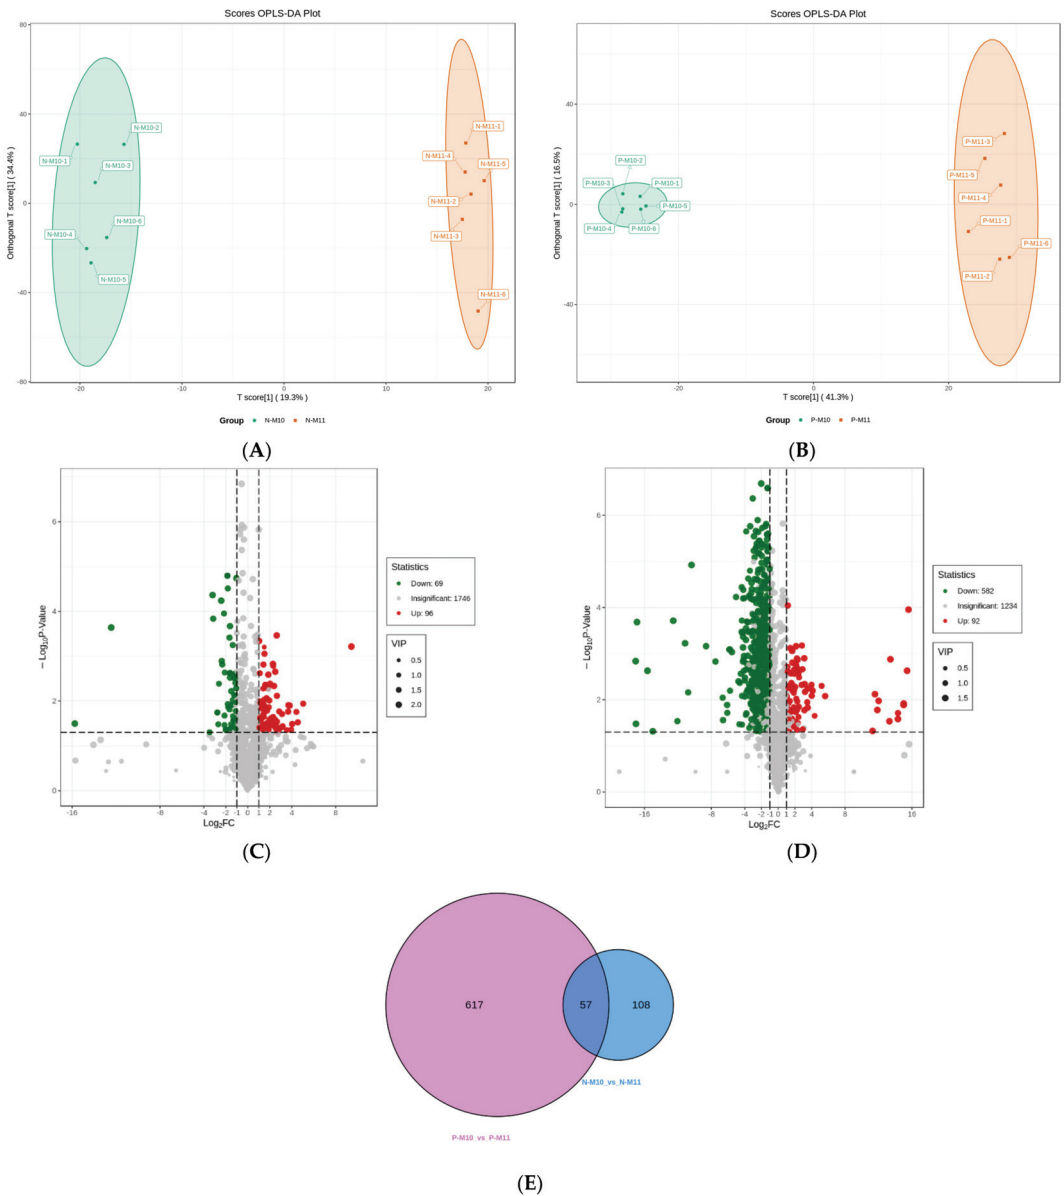 Scores OPLS-DA Plot
80
40
0
-40
-80
Orthogonal T score[1] ( 34.4%)
N-M10-2
N-M10-1
N-M10-3
N-M10-6
N-M10-4
N-M10-5
N-M11-1
N-M11-4
N-M11-5
N-M11-2
N-M11-3
N-M11-6
-20 -10 0 10 20
T score[1] ( 19.3%)
Group N-M10 N-M11
(A)
Scores OPLS-DA Plot
40
0
-40
Orthogonal T score[1] ( 16.5%)
P-M10-2
P-M10-3
P-M10-1
P-M10-5
P-M10-4
P-M10-6
P-M11-3
P-M11-5
P-M11-4
P-M11-1
P-M11-6
P-M11-2
-20 0 20
T score[1] ( 41.3%)
Group P-M10 P-M11
(B)
6
4
2
0
− Log10P-Value
-16 -8 -4 -2 -1 0 1 2 4 8
Log2FC
Statistics
Down: 69
Insignificant: 1746
Up: 96
VIP
0.5
1.0
1.5
2.0
(C)
6
4
2
0
− Log10P-Value
-16 -8 -4 -2 -1 0 1 2 4 8 16
Log2FC
Statistics
Down: 582
Insignificant: 1234
Up: 92
VIP
0.5
1.0
1.5
(D)
617 57 108
N-M10_vs_N-M11
P-M10_vs_P-M11
(E)